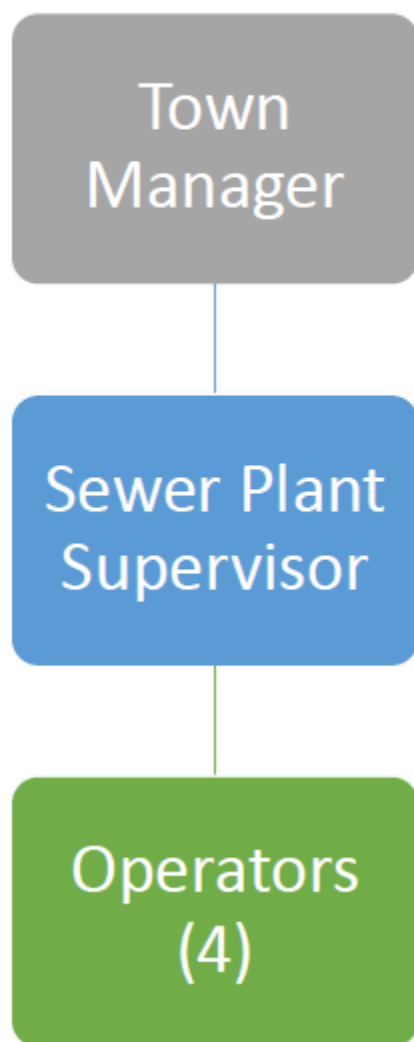 Town
Manager
Sewer Plant
Supervisor
Operators
(4)